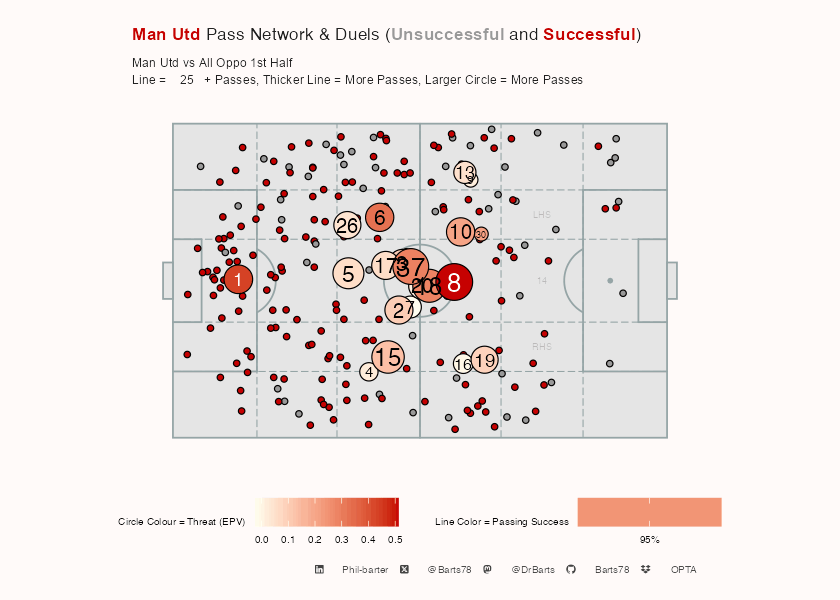 Man Utd Pass Network & Duels (Unsuccessful and Successful)
Man Utd vs All Oppo 1st Half
Line = 25 + Passes, Thicker Line = More Passes, Larger Circle = More Passes
13
LHS
6
26
10
30
17
37
5
1
8
14
27
RHS
15
16
19
4
Circle Colour = Threat (EPV)
0.0 0.1 0.2 0.3 0.4 0.5
Line Color = Passing Success
95%
Phil-barter @Barts78 @DrBarts Barts78 OPTA